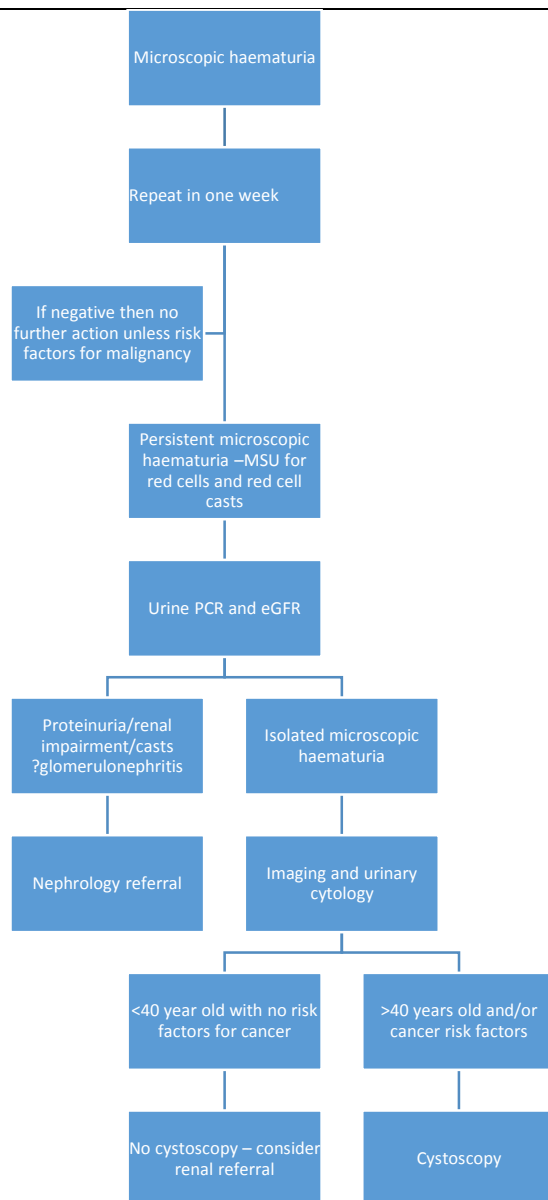 Microscopic haematuria
Repeat in one week
If negative then no
further action unless risk
factors for malignancy
Persistent microscopic
haematuria –MSU for
red cells and red cell
casts
Urine PCR and eGFR
Proteinuria/renal
impairment/casts
?glomerulonephritis
Isolated microscopic
haematuria
Nephrology referral
Imaging and urinary
cytology
<40 year old with no risk
factors for cancer
>40 years old and/or
cancer risk factors
No cystoscopy – consider
renal referral
Cystoscopy